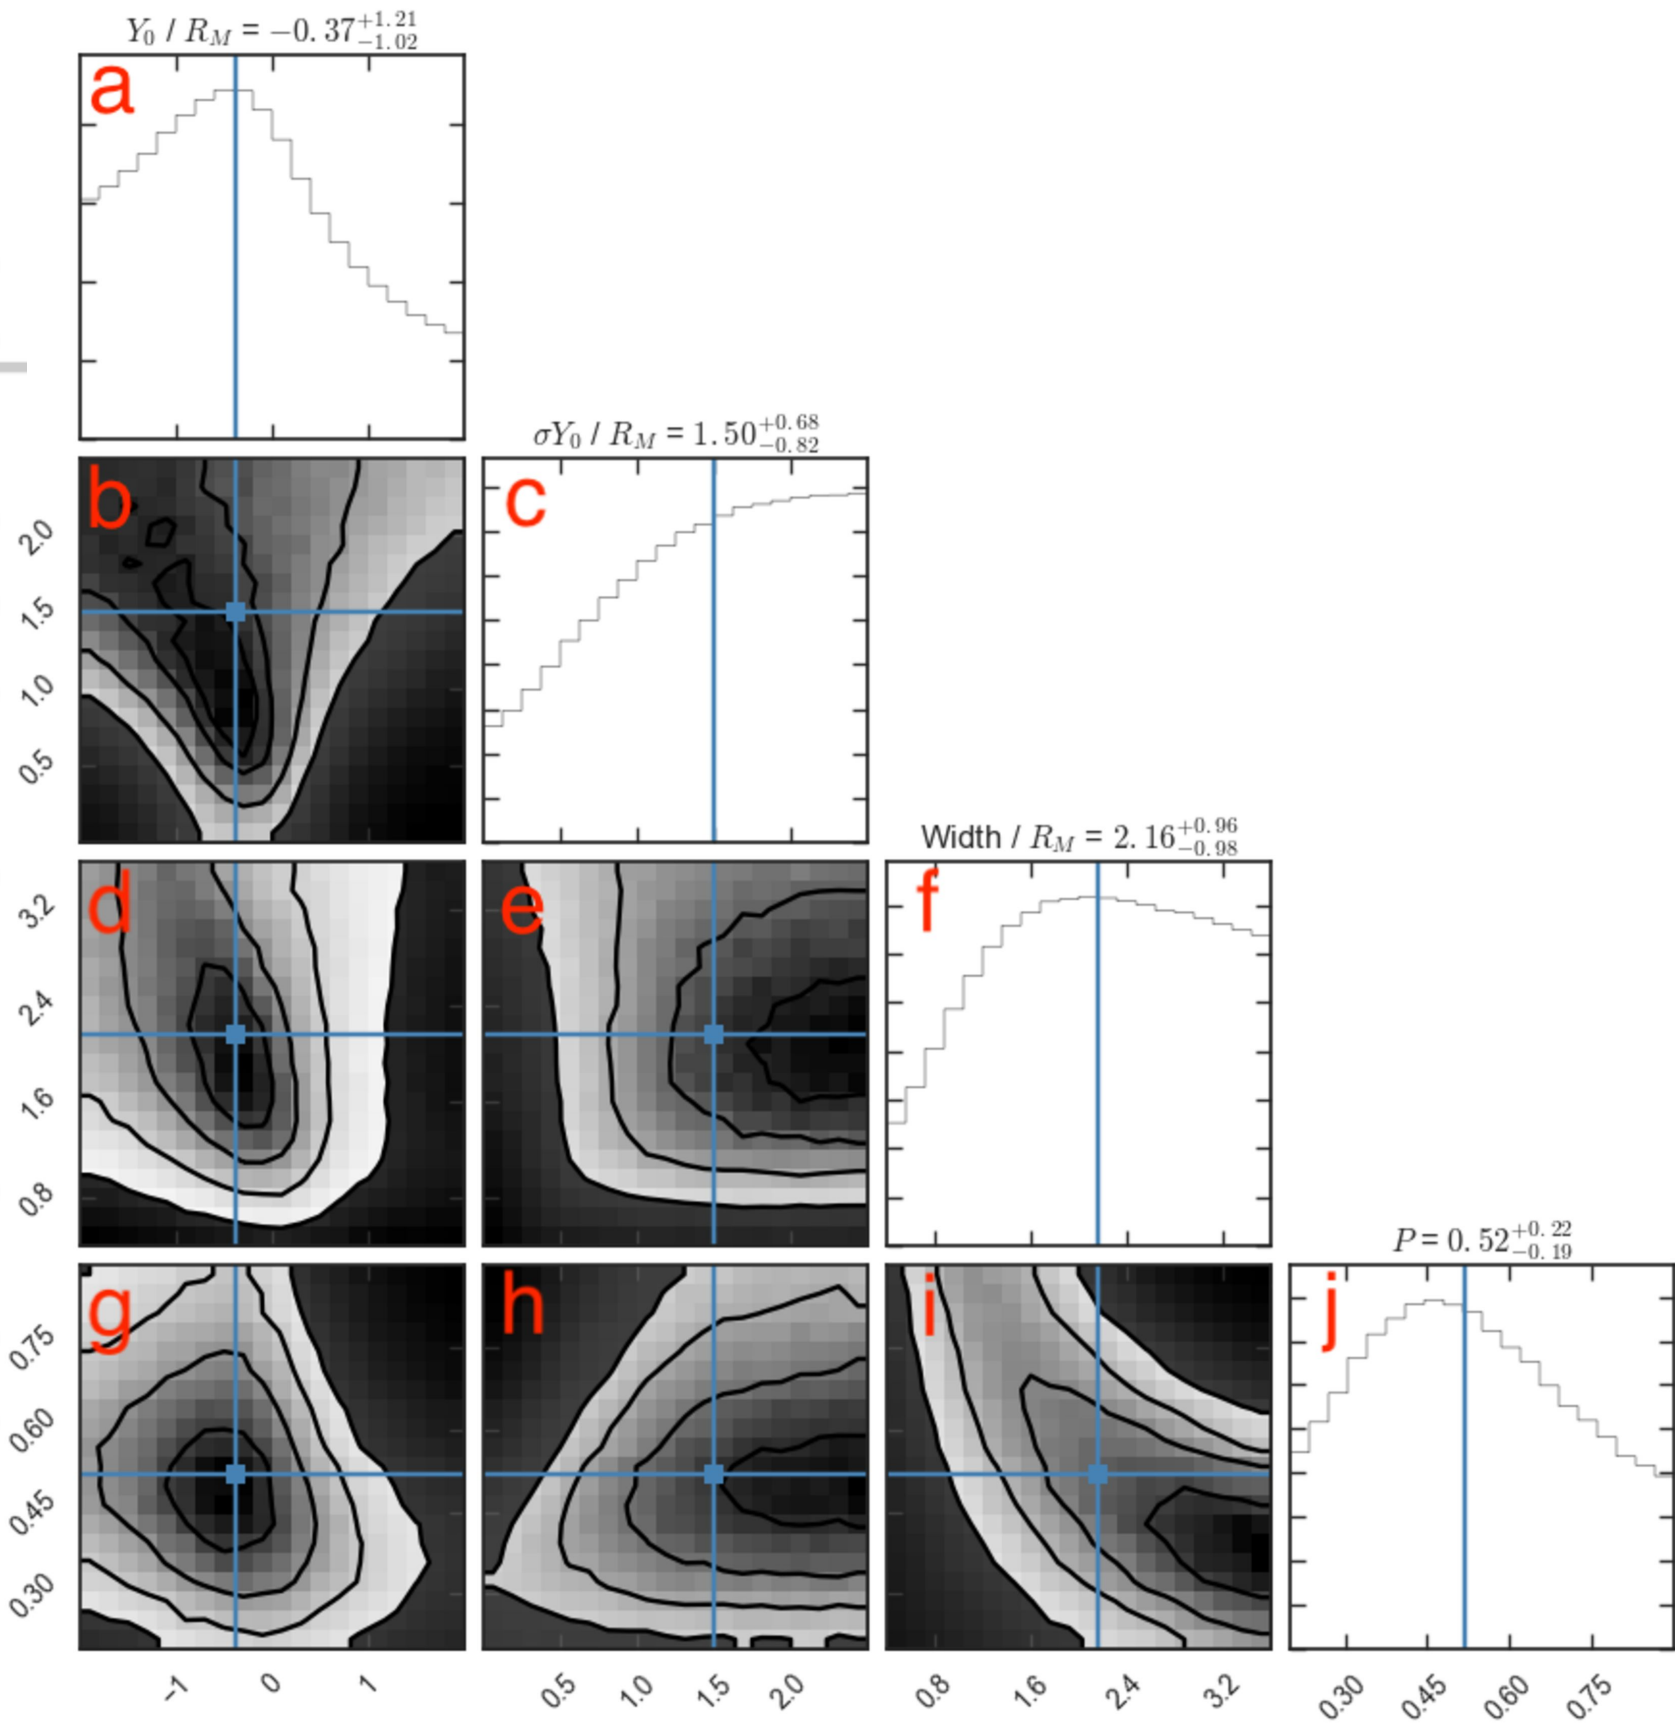 Y₀ / R_M = −0.37 +1.21 −1.02
a
σY₀ / R_M = 1.50 +0.68 −0.82
b
c
2.0
1.5
1.0
0.5
Width / R_M = 2.16 +0.96 −0.98
d
e
f
3.2
2.4
1.6
0.8
P = 0.52 +0.22 −0.19
g
h
i
j
0.75
0.60
0.45
0.30
−1 0 1 0.5 1.0 1.5 2.0 0.8 1.6 2.4 3.2 0.30 0.45 0.60 0.75